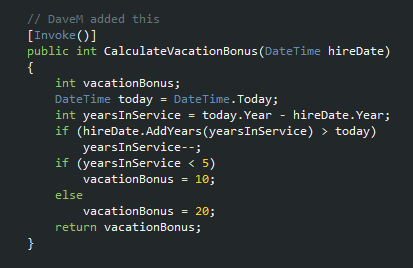 // DaveM added this
[Invoke()]
public int CalculateVacationBonus(DateTime hireDate)
{
    int vacationBonus;
    DateTime today = DateTime.Today;
    int yearsInService = today.Year - hireDate.Year;
    if (hireDate.AddYears(yearsInService) > today)
        yearsInService--;
    if (yearsInService < 5)
        vacationBonus = 10;
    else
        vacationBonus = 20;
    return vacationBonus;
}